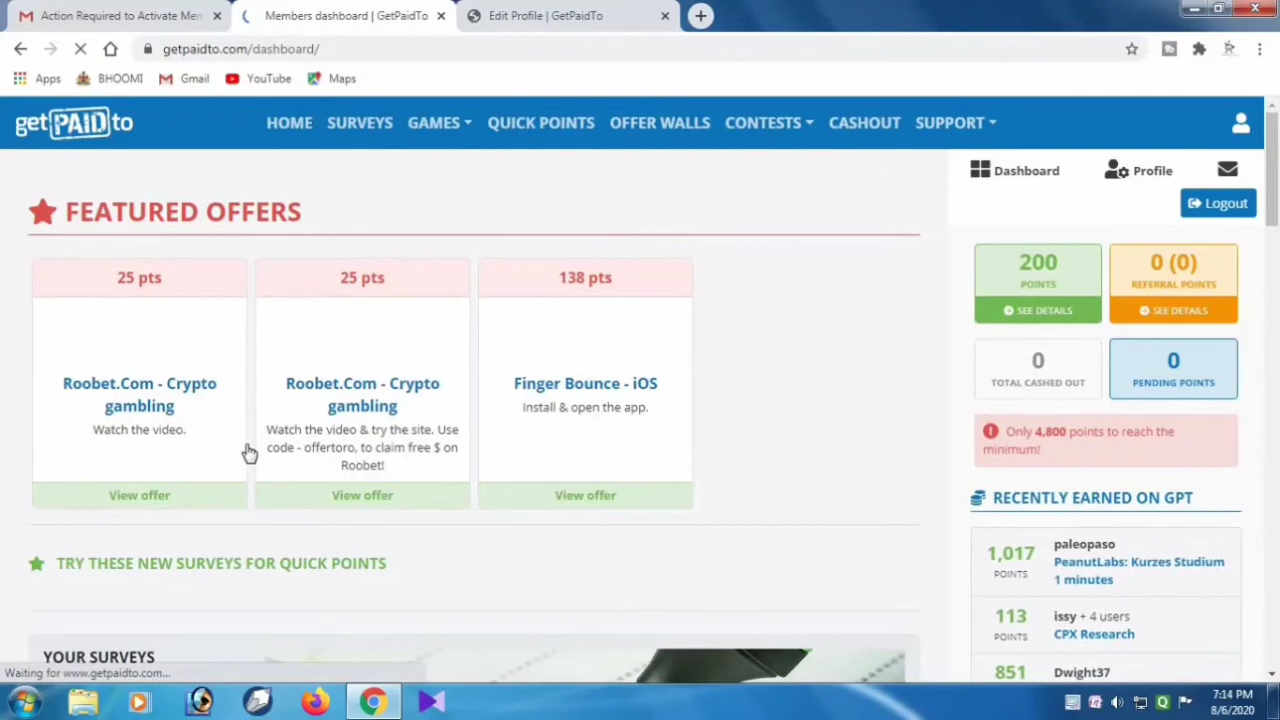 Action Required to Activate Mem
Members dashboard | GetPaidTo
Edit Profile | GetPaidTo
getpaidto.com/dashboard/
Apps
BHOOMI
Gmail
YouTube
Maps
get PAID to
HOME
SURVEYS
GAMES
QUICK POINTS
OFFER WALLS
CONTESTS
CASHOUT
SUPPORT
Dashboard
Profile
Logout
FEATURED OFFERS
25 pts
Roobet.Com - Crypto
gambling
Watch the video.
View offer
25 pts
Roobet.Com - Crypto
gambling
Watch the video & try the site. Use
code - offertoro, to claim free $ on
Roobet!
View offer
138 pts
Finger Bounce - iOS
Install & open the app.
View offer
200
POINTS
SEE DETAILS
0 (0)
REFERRAL POINTS
SEE DETAILS
0
TOTAL CASHED OUT
0
PENDING POINTS
Only 4,800 points to reach the
minimum!
RECENTLY EARNED ON GPT
1,017
POINTS
paleopaso
PeanutLabs: Kurzes Studium
1 minutes
113
POINTS
issy + 4 users
CPX Research
851
Dwight37
TRY THESE NEW SURVEYS FOR QUICK POINTS
YOUR SURVEYS
Waiting for www.getpaidto.com...
7:14 PM
8/6/2020